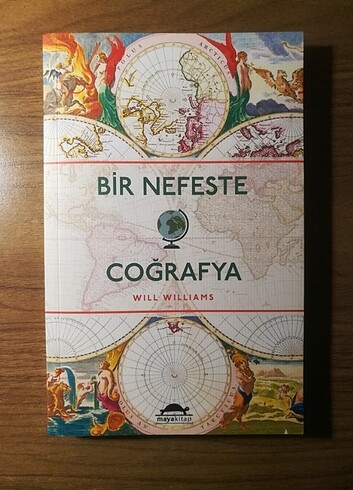 BİR NEFESTE
COĞRAFYA
WILL WILLIAMS
mayakitap